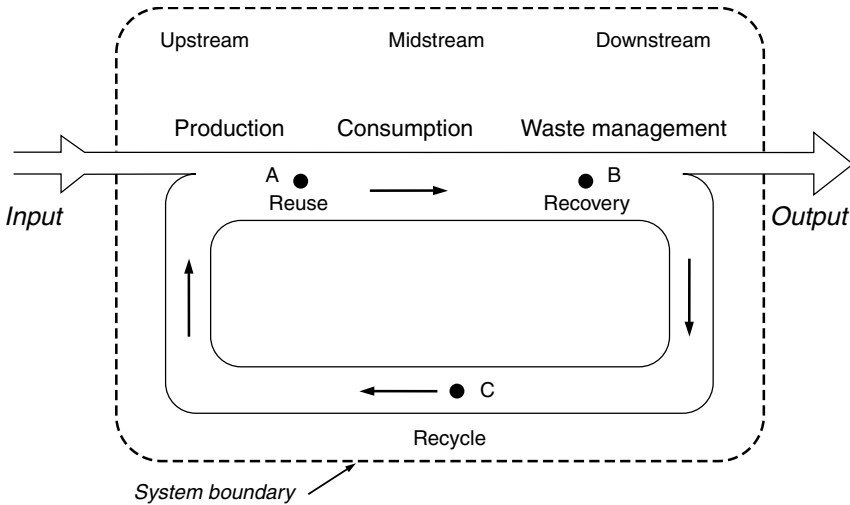 Upstream Midstream Downstream
Production Consumption Waste management
A B
Reuse Recovery
Input Output
C
Recycle
System boundary